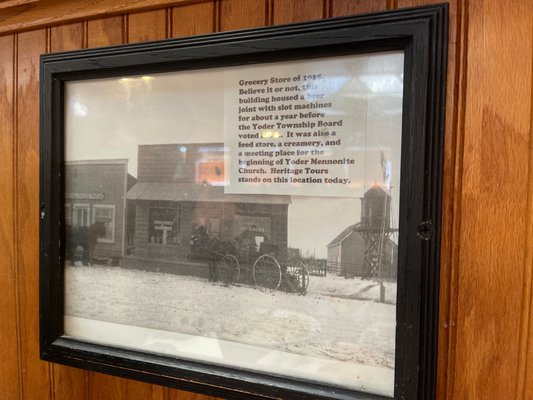 Grocery Store of 1915.
Believe it or not, this
building housed a beer
joint with slot machines
for about a year before
the Yoder Township Board
voted
It was also a
feed store, a creamery, and
a meeting place for the
beginning of Yoder Mennonite
Church. Heritage Tours
stands on this location today.